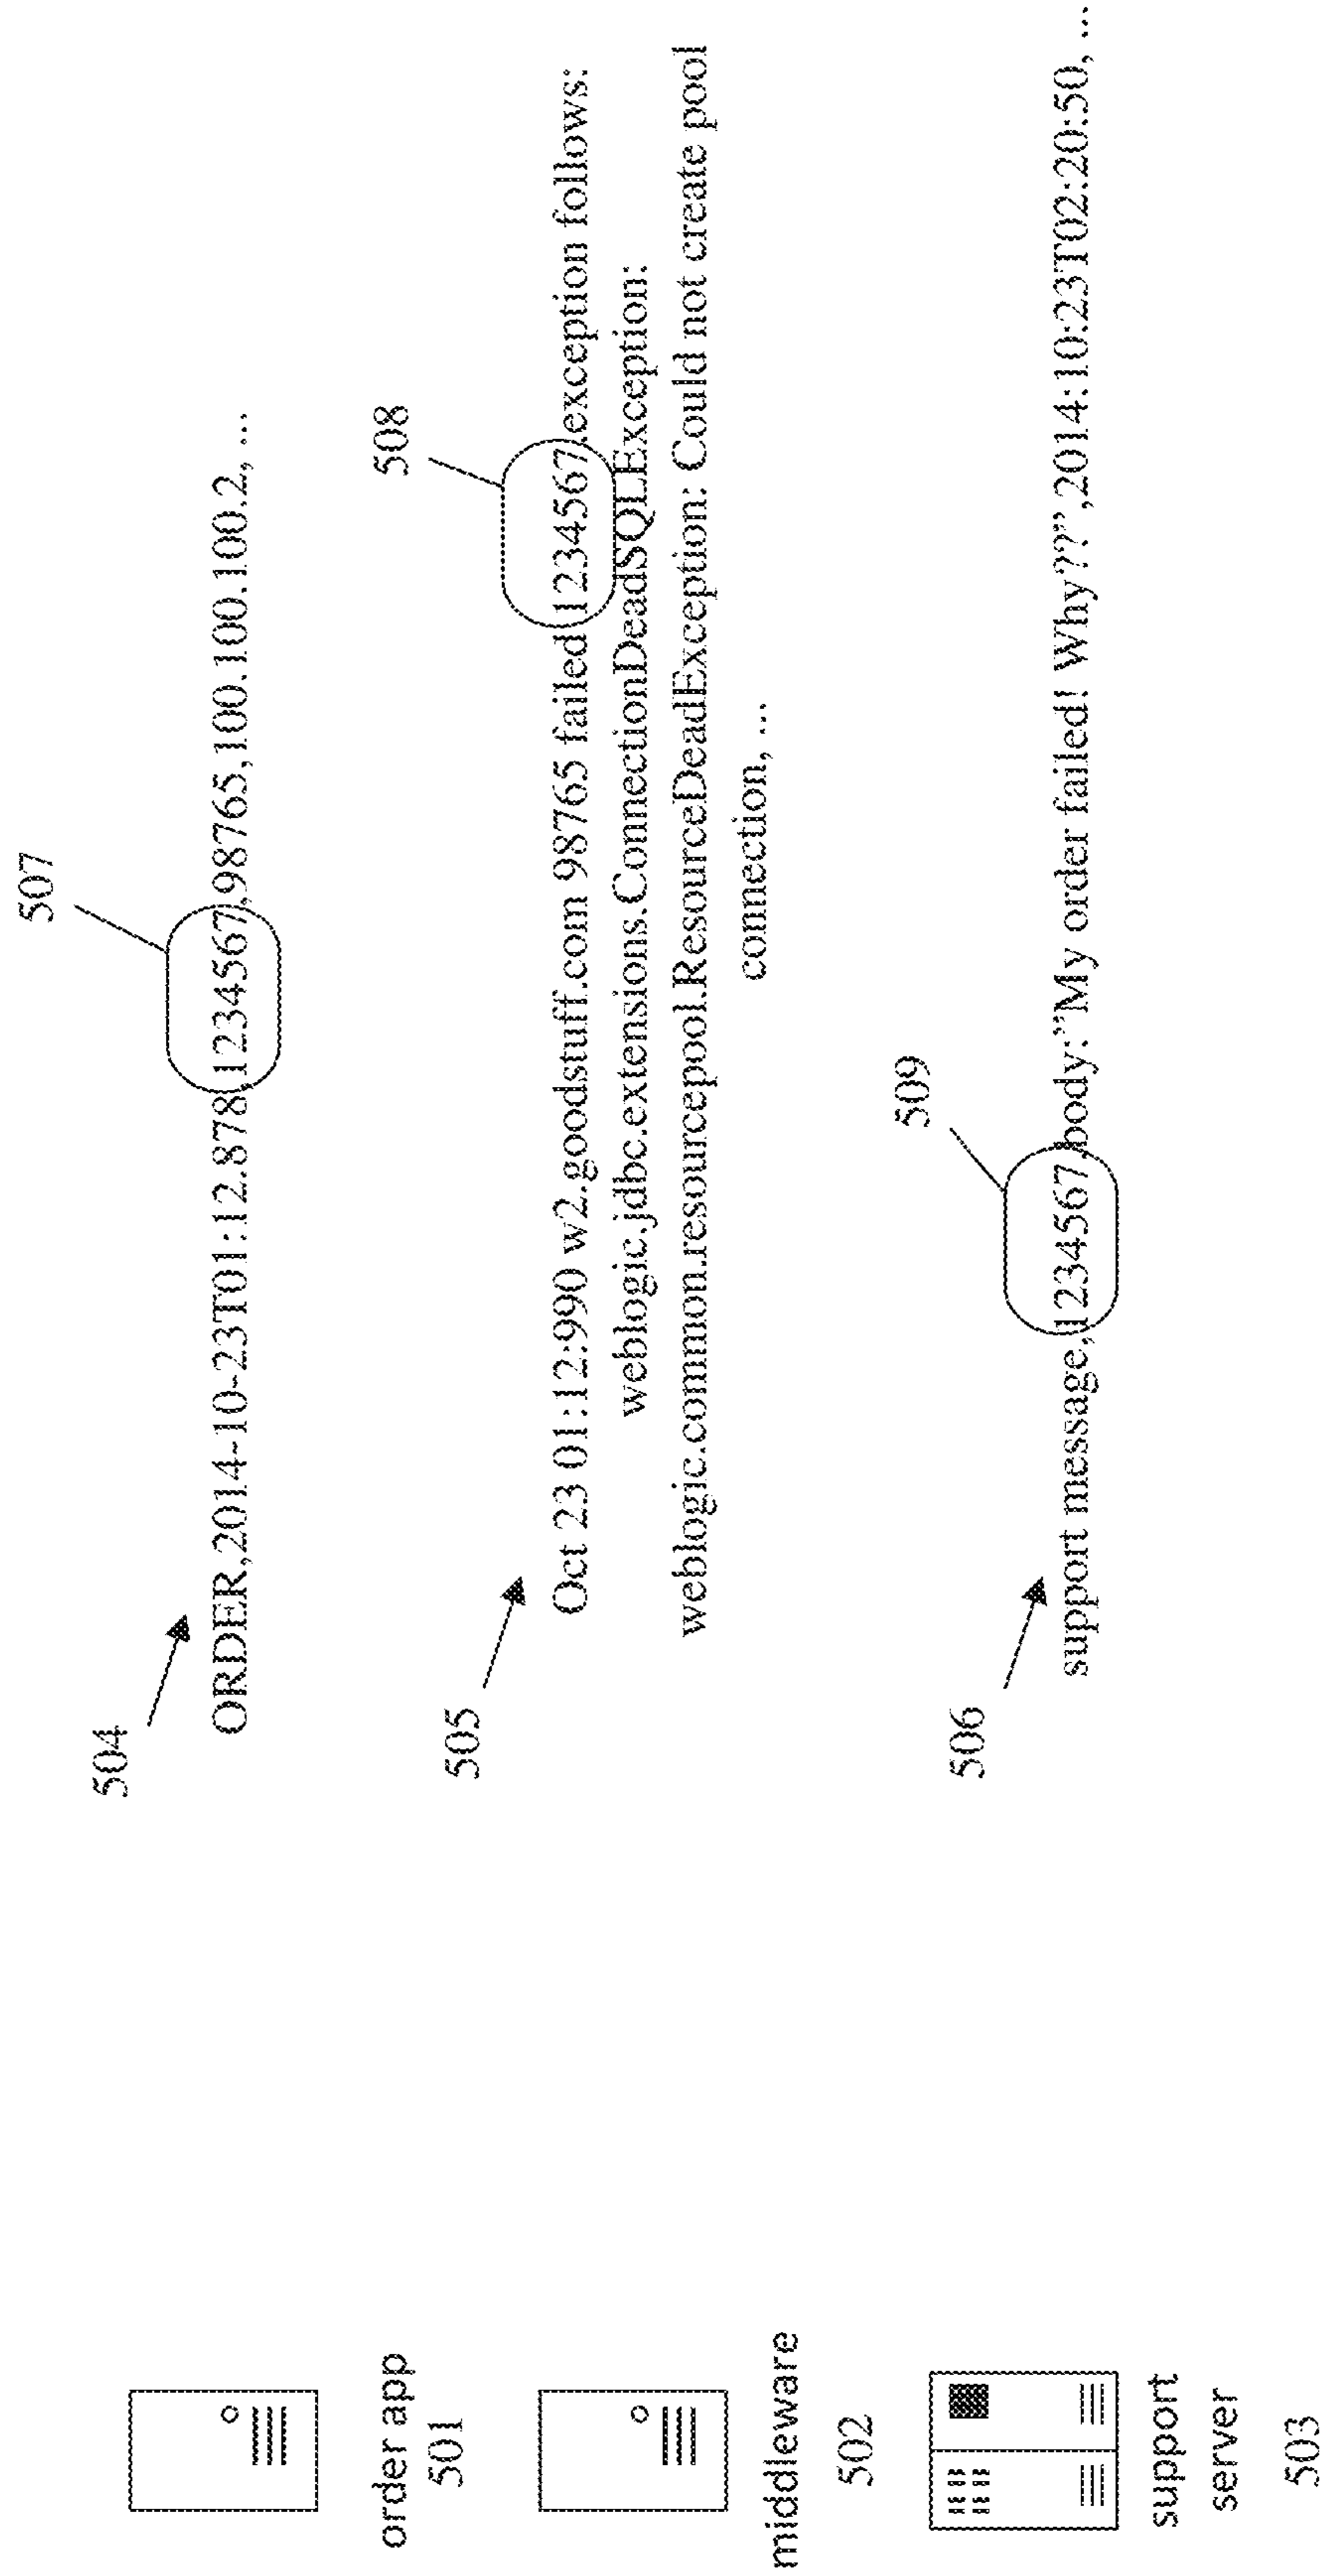 507
504
ORDER,2014-10-23T01:12.878,1234567,98765,100.100.100.2, ...
order app
501
508
505
Oct 23 01:12:990 w2.goodstuff.com 98765 failed 1234567.exception follows:
weblogic.jdbc.extensions.ConnectionDeadSQLException:
weblogic.common.resourcepool.ResourceDeadException: Could not create pool
connection, ...
middleware
502
509
506
support message,1234567,body:"My order failed! Why??",2014:10:23T02:20:50, ...
support
server
503